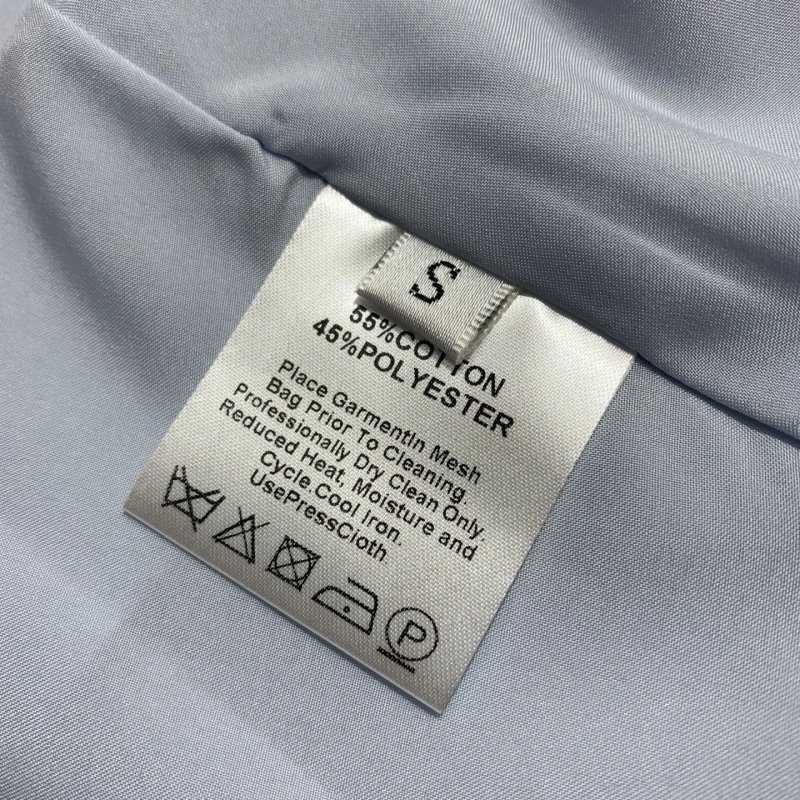 S
55%COTTON
45%POLYESTER
Place GarmentIn Mesh
Bag Prior To Cleaning.
Professionally Dry Clean Only.
Reduced Heat, Moisture and
Cycle.Cool Iron.
UsePressCloth
P